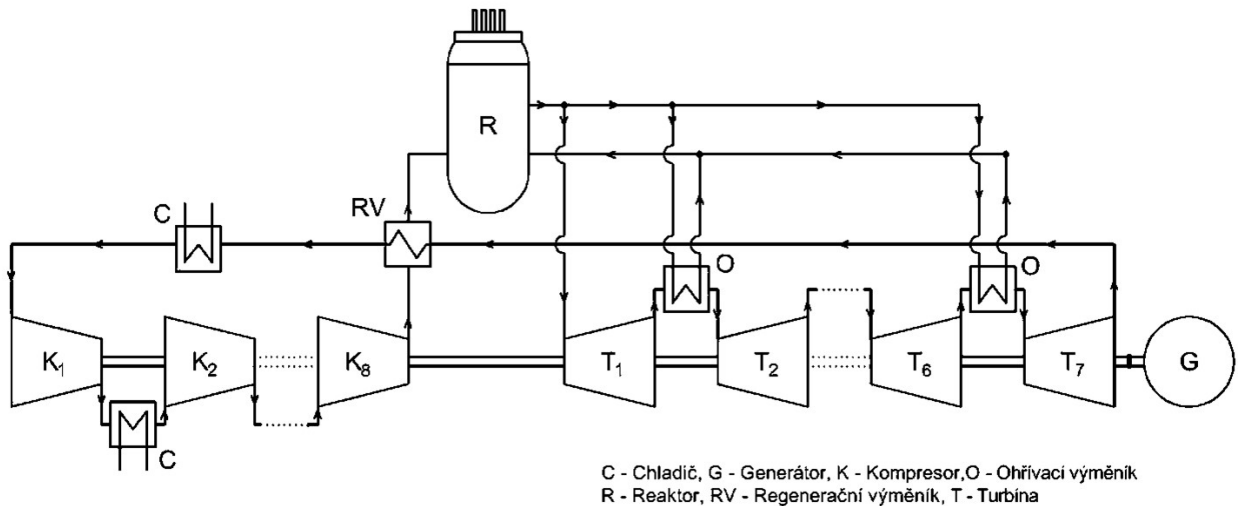 R
C
RV
O
O
K₁
K₂
K₈
T₁
T₂
T₆
T₇
G
C
C - Chladič, G - Generátor, K - Kompresor,O - Ohřívací výměník
R - Reaktor, RV - Regenerační výměník, T - Turbína